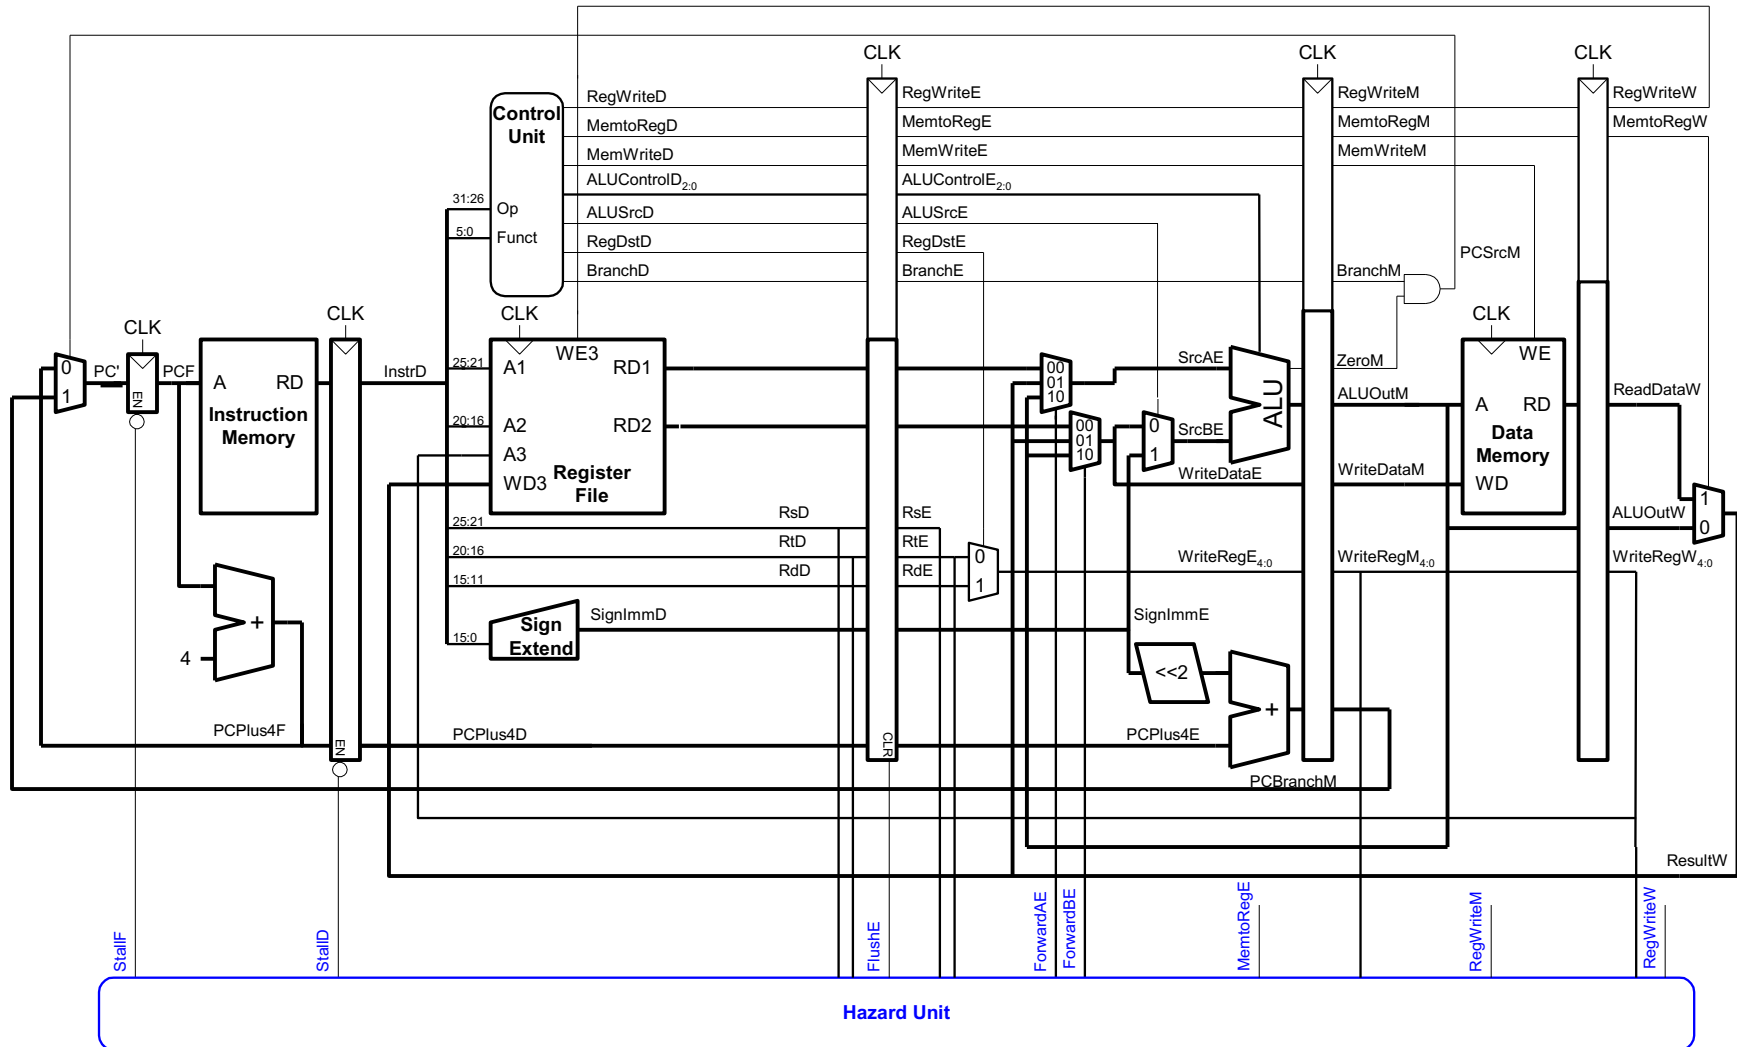 CLK
CLK
CLK
Control
Unit
RegWriteD
MemtoRegD
MemWriteD
ALUControlD2:0
ALUSrcD
RegDstD
BranchD
RegWriteE
MemtoRegE
MemWriteE
ALUControlE2:0
ALUSrcE
RegDstE
BranchE
RegWriteM
MemtoRegM
MemWriteM
BranchM
PCSrcM
RegWriteW
MemtoRegW
31:26
Op
5:0
Funct
CLK
CLK
CLK
CLK
0
1
PC'
EN
PCF
A
RD
Instruction
Memory
InstrD
25:21
A1
WE3
RD1
20:16
A2
RD2
A3
WD3
Register
File
00
01
10
00
01
10
0
1
SrcAE
SrcBE
ALU
WriteDataE
ZeroM
ALUOutM
WriteDataM
WE
A
RD
Data
Memory
WD
ReadDataW
1
0
ALUOutW
25:21
RsD
RsE
20:16
RtD
RtE
15:11
RdD
RdE
0
1
WriteRegE4:0
WriteRegM4:0
WriteRegW4:0
15:0
Sign
Extend
SignImmD
SignImmE
+
4
<<2
+
PCPlus4F
EN
PCPlus4D
CLR
PCPlus4E
PCBranchM
ResultW
StallF
StallD
FlushE
ForwardAE
ForwardBE
MemtoRegE
RegWriteM
RegWriteW
Hazard Unit